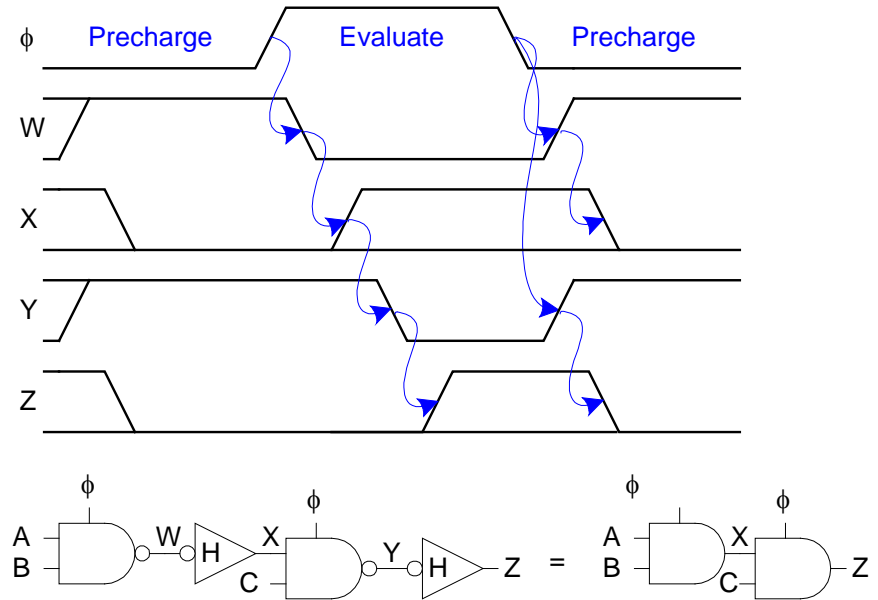 ϕ Precharge Evaluate Precharge
W
X
Y
Z
ϕ ϕ ϕ ϕ
A W H X Y H Z = A X Z
B C B C